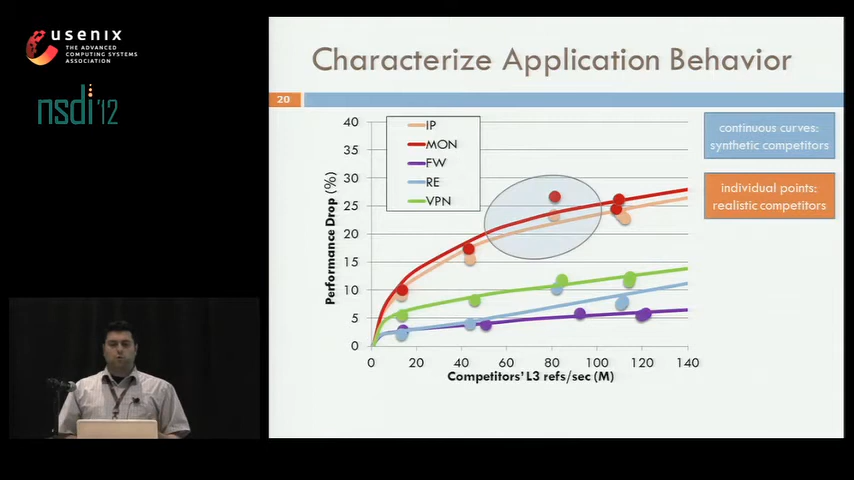 usenix
THE ADVANCED
COMPUTING SYSTEMS
ASSOCIATION
nsdi'12
Characterize Application Behavior
20
continuous curves:
synthetic competitors
individual points:
realistic competitors
IP
MON
FW
RE
VPN
Performance Drop (%)
40
35
30
25
20
15
10
5
0
0 20 40 60 80 100 120 140
Competitors' L3 refs/sec (M)